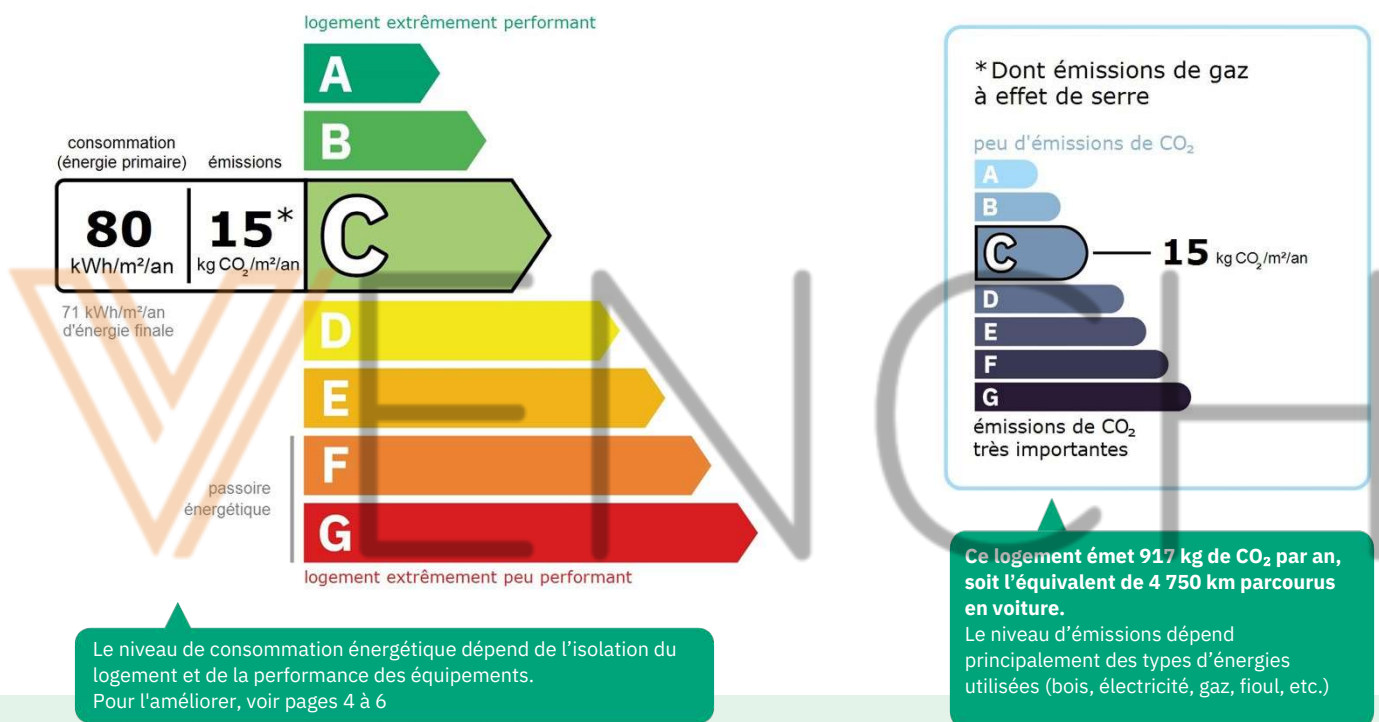 logement extrêmement performant
A
B
consommation
(énergie primaire)
émissions
80
kWh/m²/an
15*
kg CO₂/m²/an
C
71 kWh/m²/an
d'énergie finale
D
E
F
G
passoire
énergétique
logement extrêmement peu performant
Le niveau de consommation énergétique dépend de l’isolation du
logement et de la performance des équipements.
Pour l'améliorer, voir pages 4 à 6
*Dont émissions de gaz
à effet de serre
peu d'émissions de CO₂
A
B
C
15 kg CO₂/m²/an
D
E
F
G
émissions de CO₂
très importantes
Ce logement émet 917 kg de CO₂ par an,
soit l’équivalent de 4 750 km parcourus
en voiture.
Le niveau d’émissions dépend
principalement des types d’énergies
utilisées (bois, électricité, gaz, fioul, etc.)
VENCH